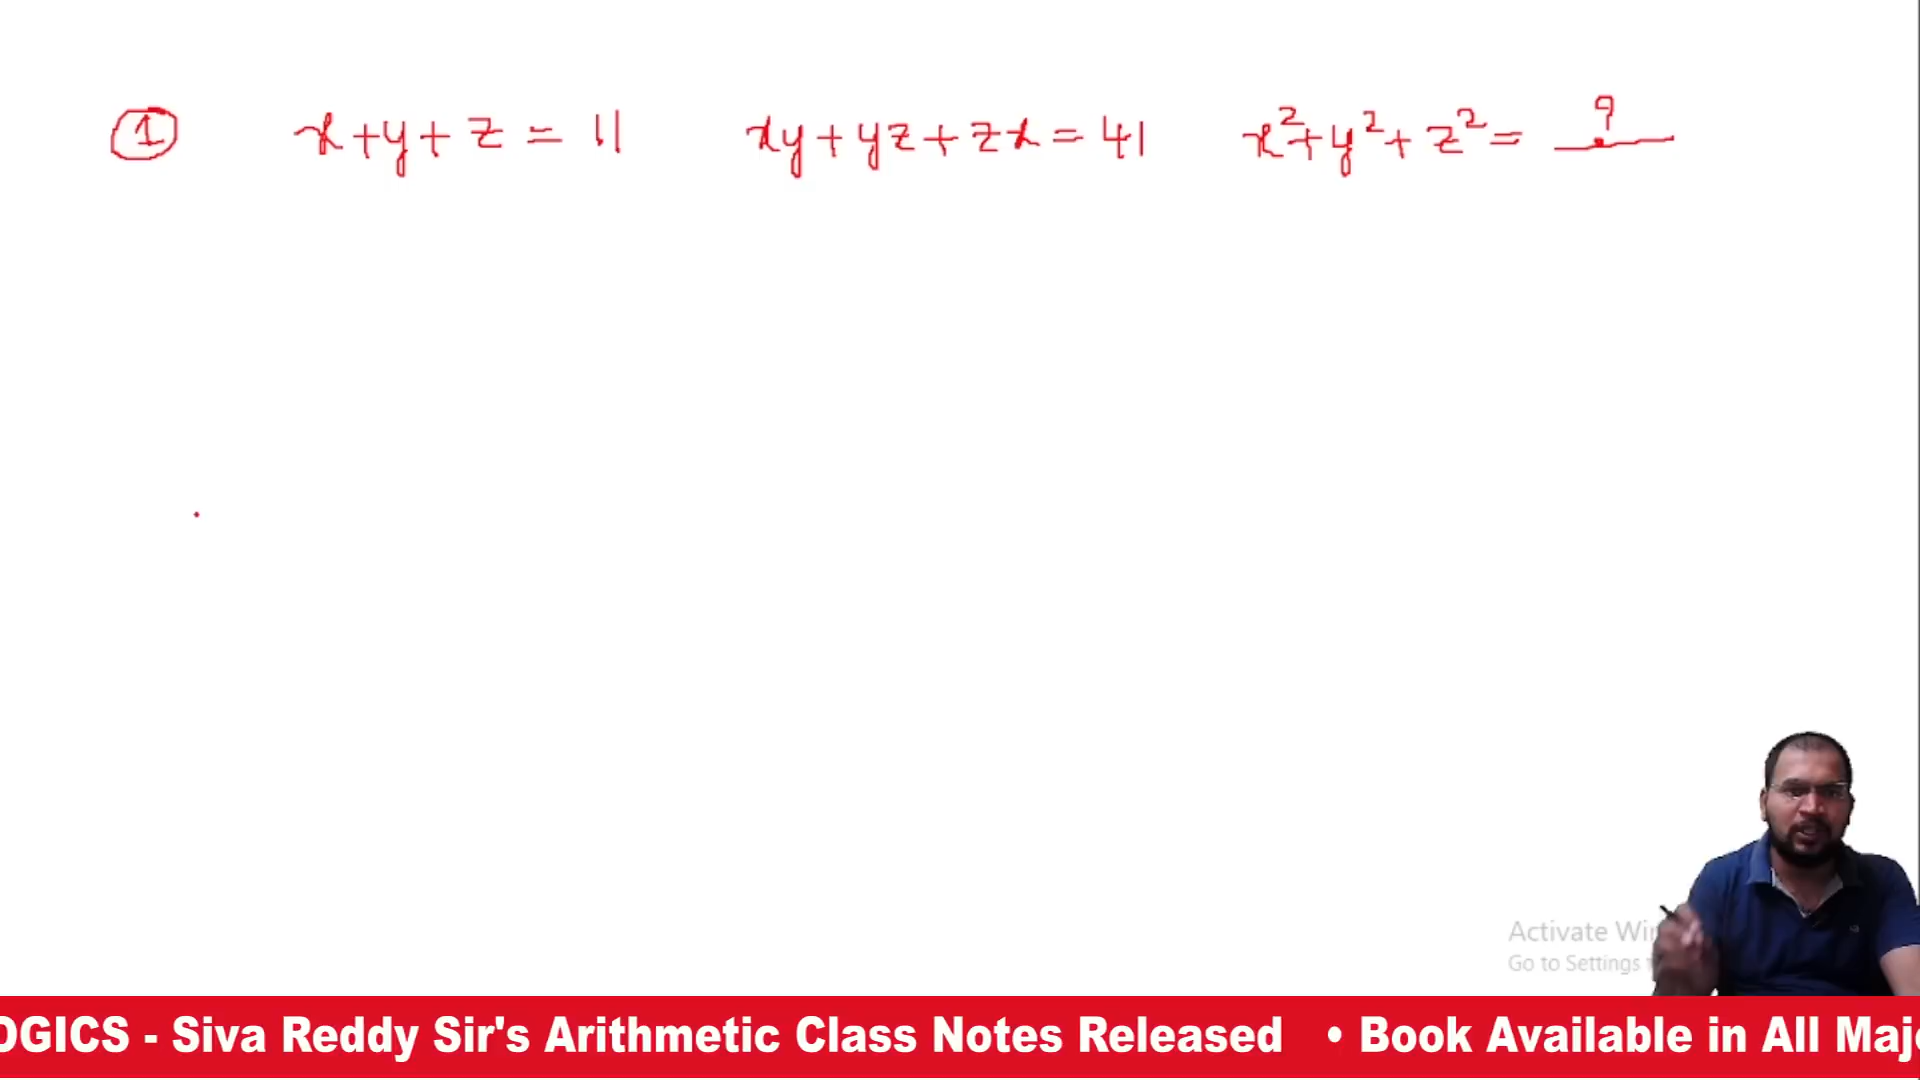 ① x+y+z = 11 xy+yz+zx = 41 x²+y²+z² = ?
Activate Wi
Go to Settings
OGICS - Siva Reddy Sir's Arithmetic Class Notes Released • Book Available in All Maj